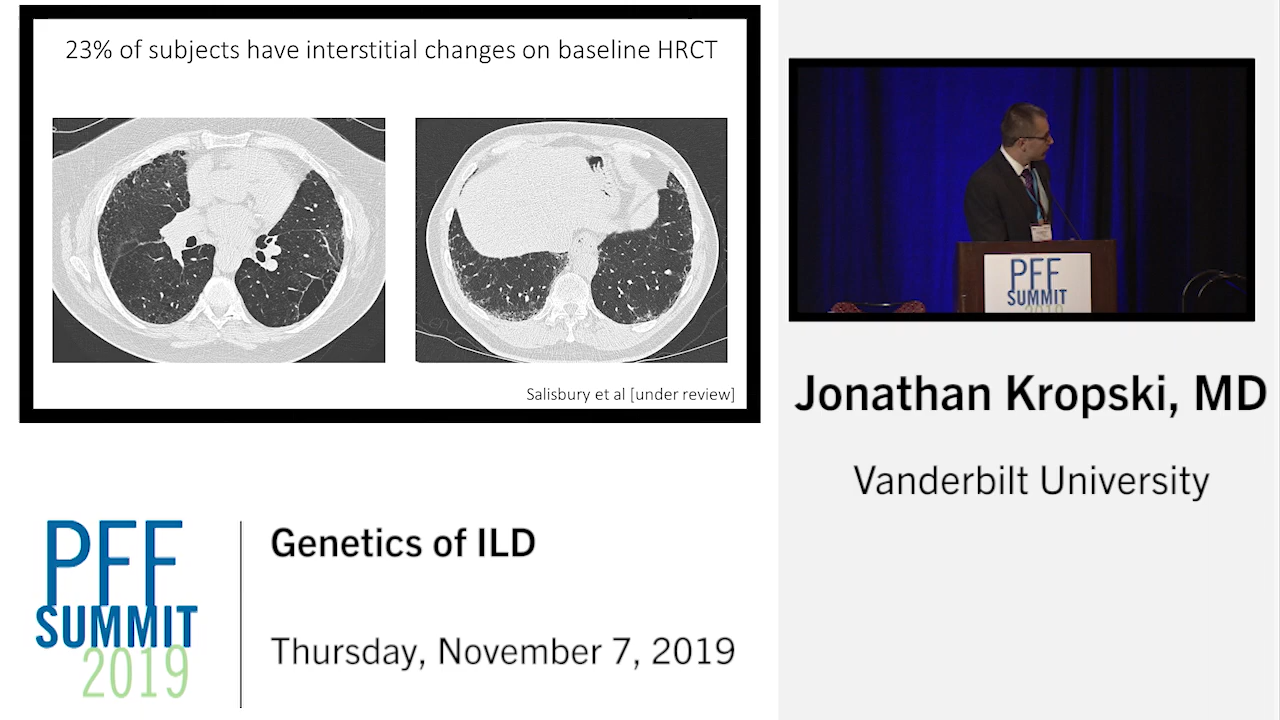 23% of subjects have interstitial changes on baseline HRCT
Salisbury et al [under review]
PFF
SUMMIT
2019
Jonathan Kropski, MD
Vanderbilt University
PFF
SUMMIT
2019
Genetics of ILD
Thursday, November 7, 2019